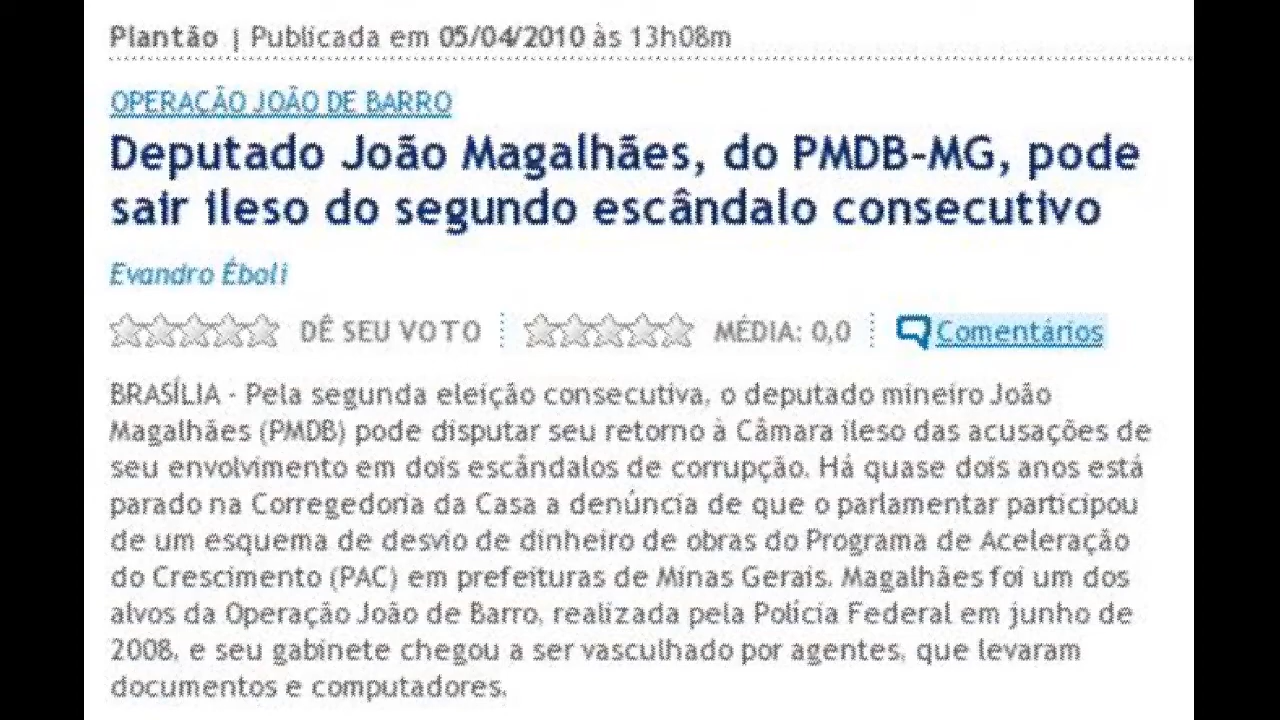 Plantão | Publicada em 05/04/2010 às 13h08m
OPERAÇÃO JOÃO DE BARRO
Deputado João Magalhães, do PMDB-MG, pode
sair ileso do segundo escândalo consecutivo
Evandro Éboli
DÊ SEU VOTO MÉDIA: 0,0 Comentários
BRASÍLIA - Pela segunda eleição consecutiva, o deputado mineiro João
Magalhães (PMDB) pode disputar seu retorno à Câmara ileso das acusações de
seu envolvimento em dois escândalos de corrupção. Há quase dois anos está
parado na Corregedoria da Casa a denúncia de que o parlamentar participou
de um esquema de desvio de dinheiro de obras do Programa de Aceleração
do Crescimento (PAC) em prefeituras de Minas Gerais. Magalhães foi um dos
alvos da Operação João de Barro, realizada pela Polícia Federal em junho de
2008, e seu gabinete chegou a ser vasculhado por agentes, que levaram
documentos e computadores.